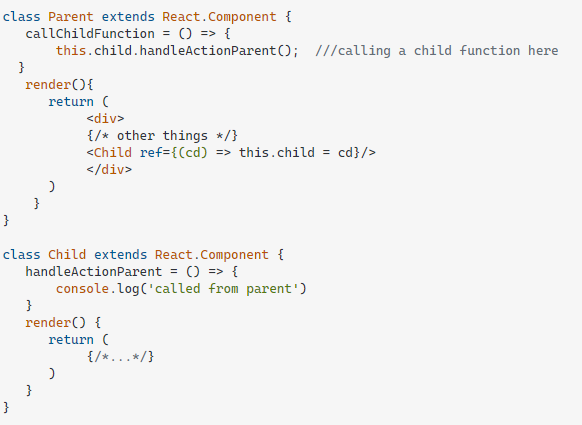 class Parent extends React.Component {
   callChildFunction = () => {
       this.child.handleActionParent();  ///calling a child function here
  }
   render(){
      return (
           <div>
           {/* other things */}
           <Child ref={(cd) => this.child = cd}/>
           </div>
      )
    }
}

class Child extends React.Component {
   handleActionParent = () => {
       console.log('called from parent')
   }
   render() {
      return (
           {/*...*/}
      )
   }
}